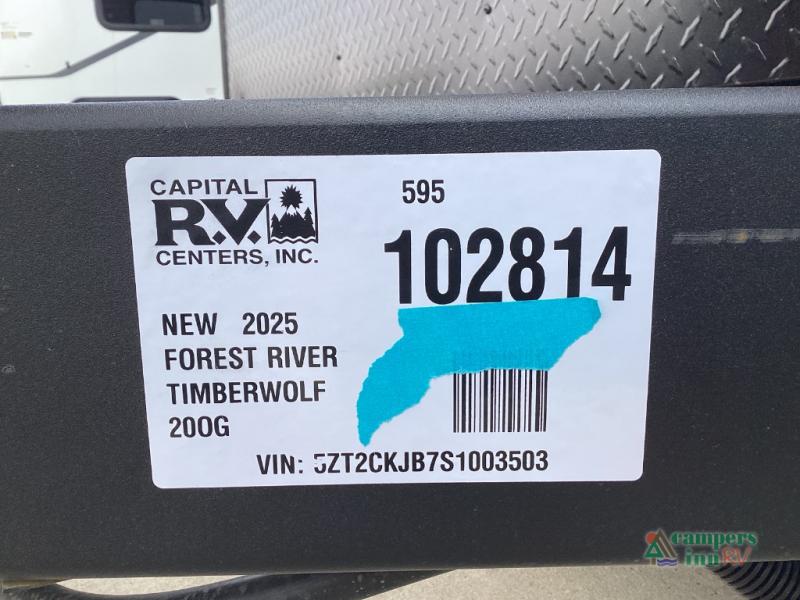 CAPITAL
R.V.
CENTERS, INC.
595
102814
NEW 2025
FOREST RIVER
TIMBERWOLF
20OG
VIN: 5ZT2CKJB7S1003503
campers
inn RV